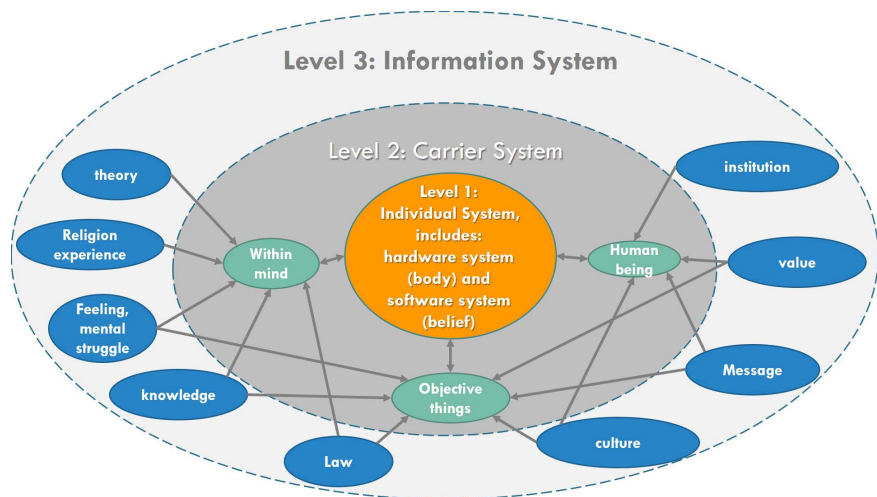 Level 3: Information System
Level 2: Carrier System
theory
institution
Level 1:
Individual System,
includes:
hardware system
(body) and
software system
(belief)
Religion
experience
Within
mind
Human
being
value
Feeling,
mental
struggle
Message
knowledge
Objective
things
culture
Law